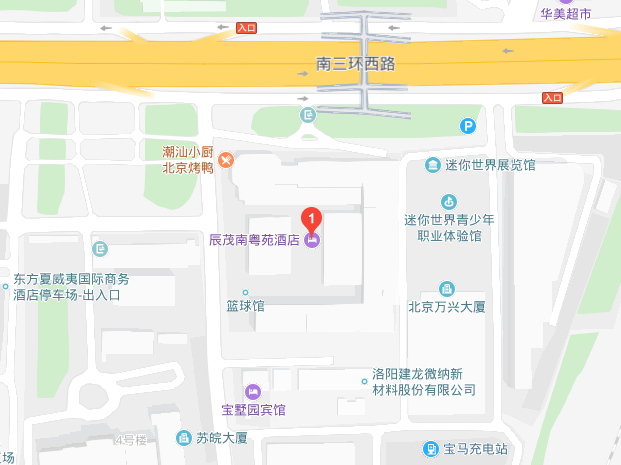 华美超市
入口
南三环西路
入口
P
潮汕小厨
北京烤鸭
迷你世界展览馆
1
迷你世界青少年
职业体验馆
辰茂南粤苑酒店
东方夏威夷国际商务
酒店停车场-出入口
篮球馆
北京万兴大厦
洛阳建龙微纳新
材料股份有限公司
宝墅园宾馆
4号楼
苏皖大厦
宝马充电站
场